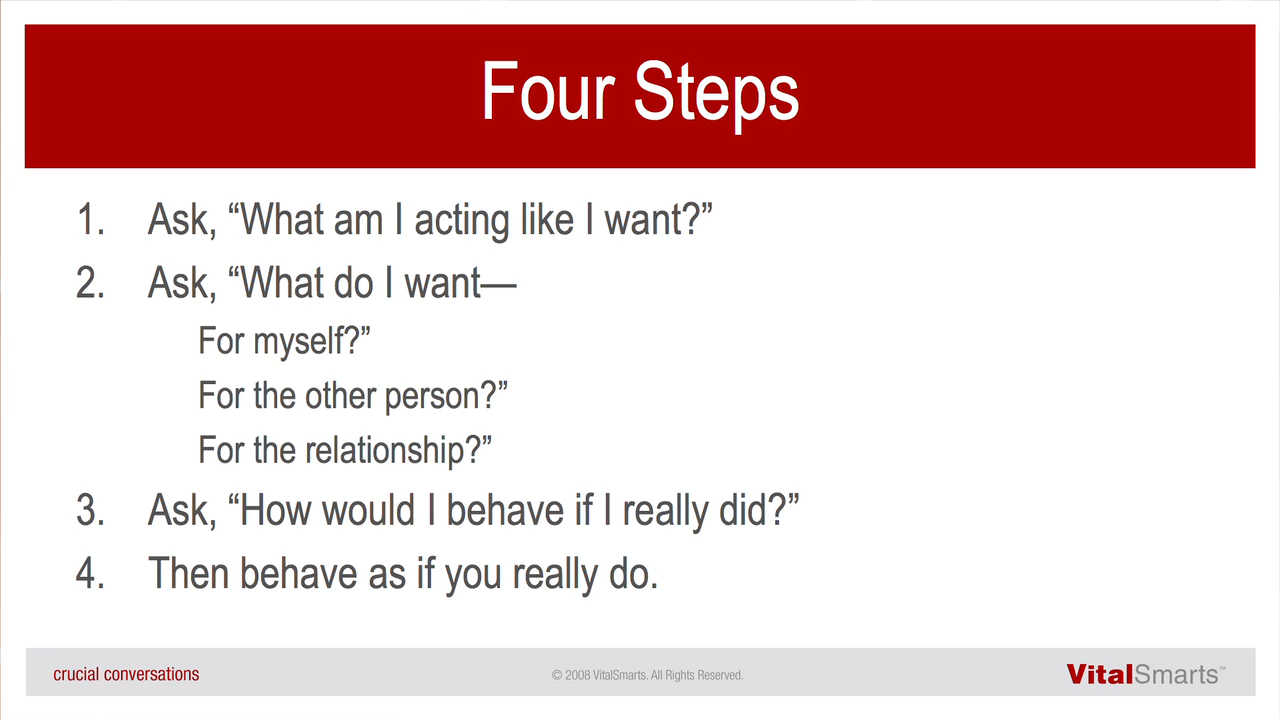 Four Steps
1. Ask, “What am I acting like I want?”
2. Ask, “What do I want—
For myself?”
For the other person?”
For the relationship?”
3. Ask, “How would I behave if I really did?”
4. Then behave as if you really do.
crucial conversations
© 2008 VitalSmarts. All Rights Reserved.
VitalSmarts™